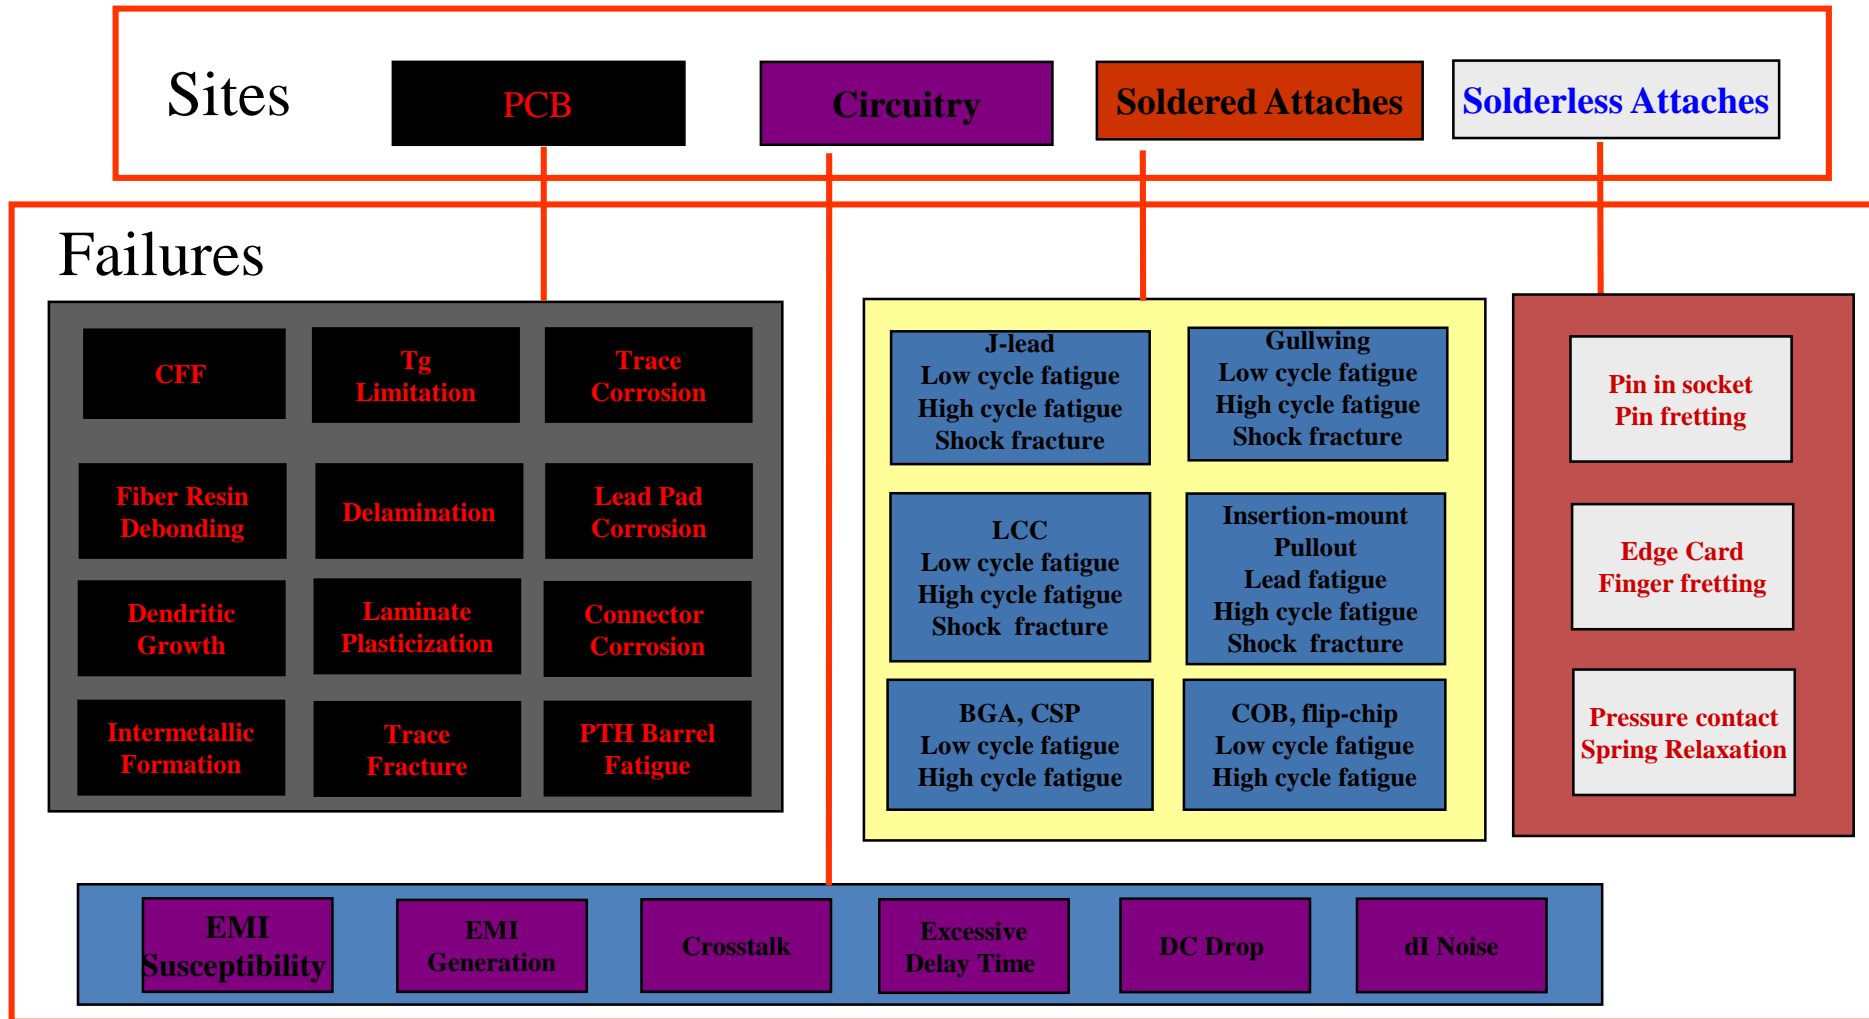 Sites
PCB
Circuitry
Soldered Attaches
Solderless Attaches
Failures
CFF
Tg
Limitation
Trace
Corrosion
Fiber Resin
Debonding
Delamination
Lead Pad
Corrosion
Dendritic
Growth
Laminate
Plasticization
Connector
Corrosion
Intermetallic
Formation
Trace
Fracture
PTH Barrel
Fatigue
J-lead
Low cycle fatigue
High cycle fatigue
Shock fracture
Gullwing
Low cycle fatigue
High cycle fatigue
Shock fracture
LCC
Low cycle fatigue
High cycle fatigue
Shock fracture
Insertion-mount
Pullout
Lead fatigue
High cycle fatigue
Shock fracture
BGA, CSP
Low cycle fatigue
High cycle fatigue
COB, flip-chip
Low cycle fatigue
High cycle fatigue
Pin in socket
Pin fretting
Edge Card
Finger fretting
Pressure contact
Spring Relaxation
EMI
Susceptibility
EMI
Generation
Crosstalk
Excessive
Delay Time
DC Drop
dI Noise